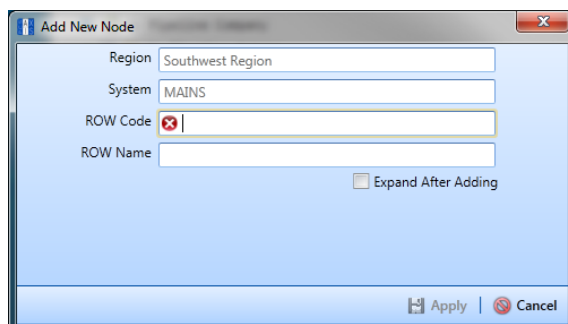 Add New Node
Region Southwest Region
System MAINS
ROW Code
ROW Name
Expand After Adding
Apply | Cancel